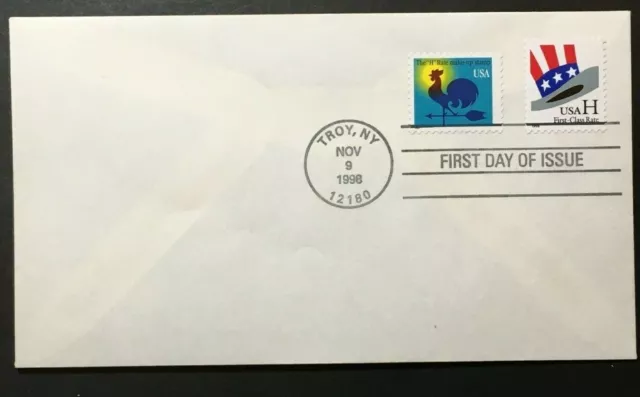 The "H" Rate make-up stamp
USA
USA H
First-Class Rate
TROY, NY
NOV
9
1998
12180
FIRST DAY OF ISSUE